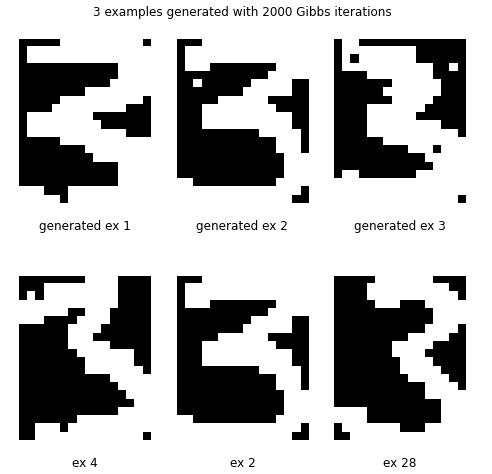 3 examples generated with 2000 Gibbs iterations
generated ex 1
generated ex 2
generated ex 3
ex 4
ex 2
ex 28